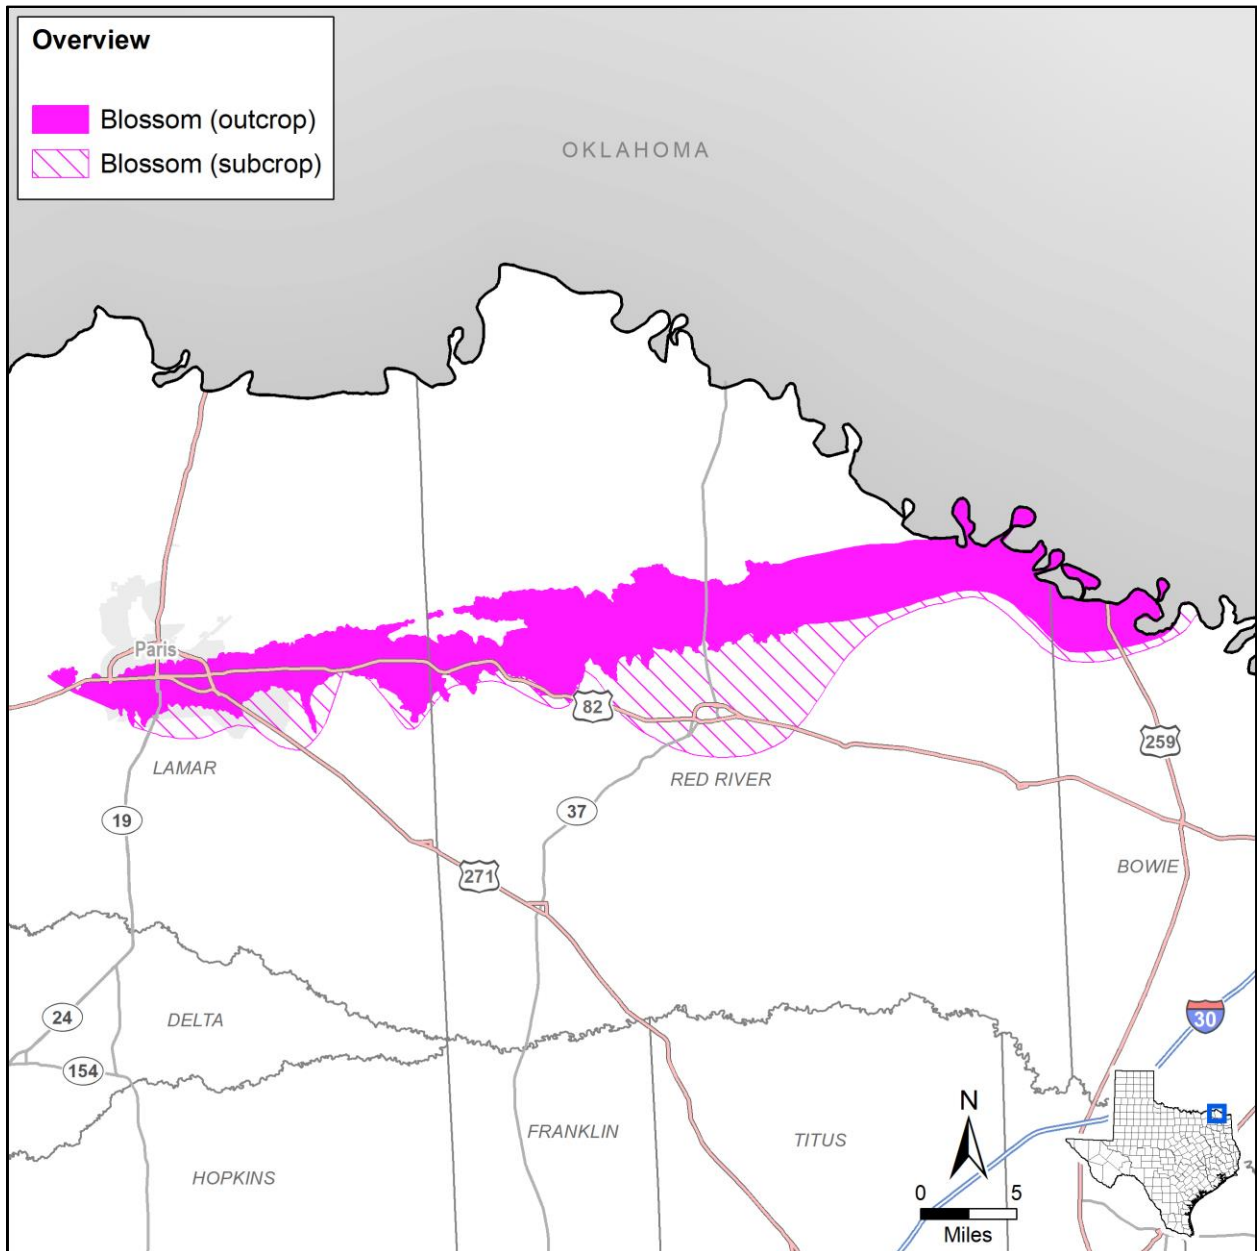 Overview
Blossom (outcrop)
Blossom (subcrop)
OKLAHOMA
Paris
82
259
LAMAR
RED RIVER
19
37
271
BOWIE
24
DELTA
154
30
N
FRANKLIN
TITUS
HOPKINS
0 5
Miles